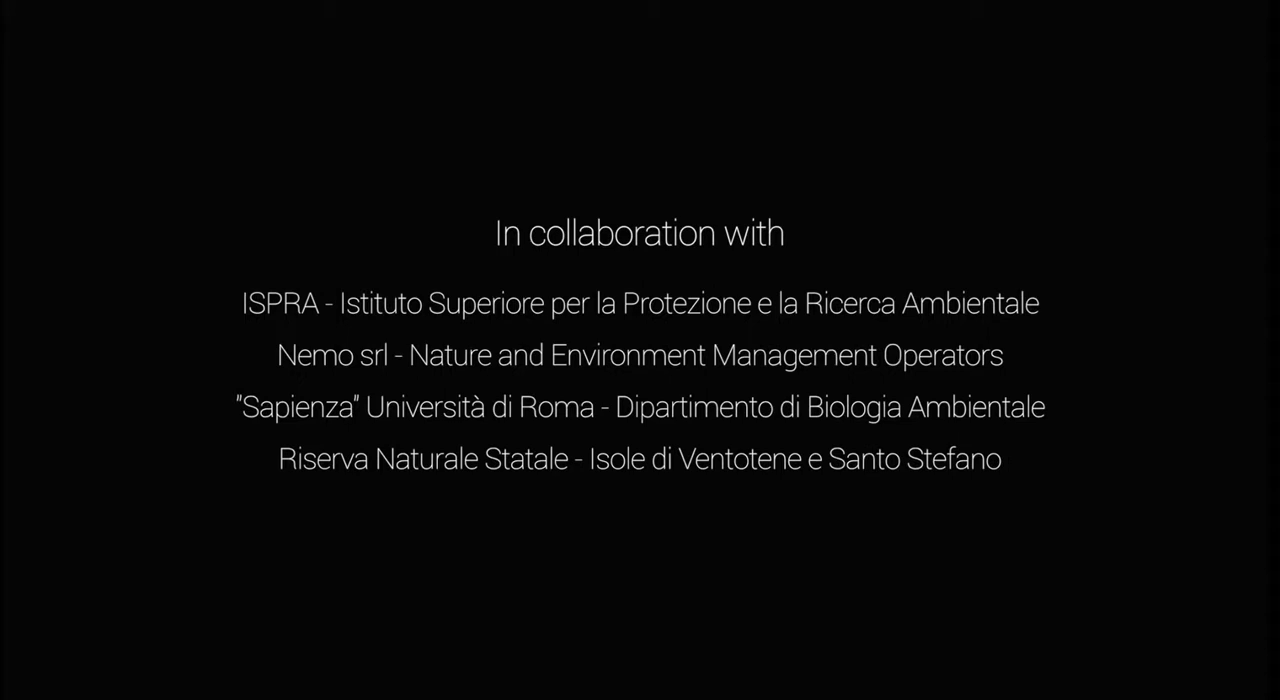 In collaboration with
ISPRA - Istituto Superiore per la Protezione e la Ricerca Ambientale
Nemo srl - Nature and Environment Management Operators
"Sapienza" Università di Roma - Dipartimento di Biologia Ambientale
Riserva Naturale Statale - Isole di Ventotene e Santo Stefano